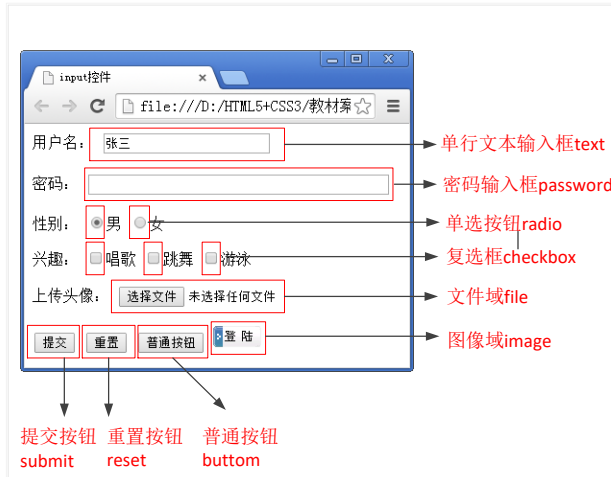 input控件
file:///D:/HTML5+CSS3/教材案
用户名: 张三
单行文本输入框text
密码:
密码输入框password
性别: 男 女
单选按钮radio
兴趣: 唱歌 跳舞 游泳
复选框checkbox
上传头像: 选择文件 未选择任何文件
文件域file
提交 重置 普通按钮 登 陆
图像域image
提交按钮 重置按钮 普通按钮
submit reset buttom